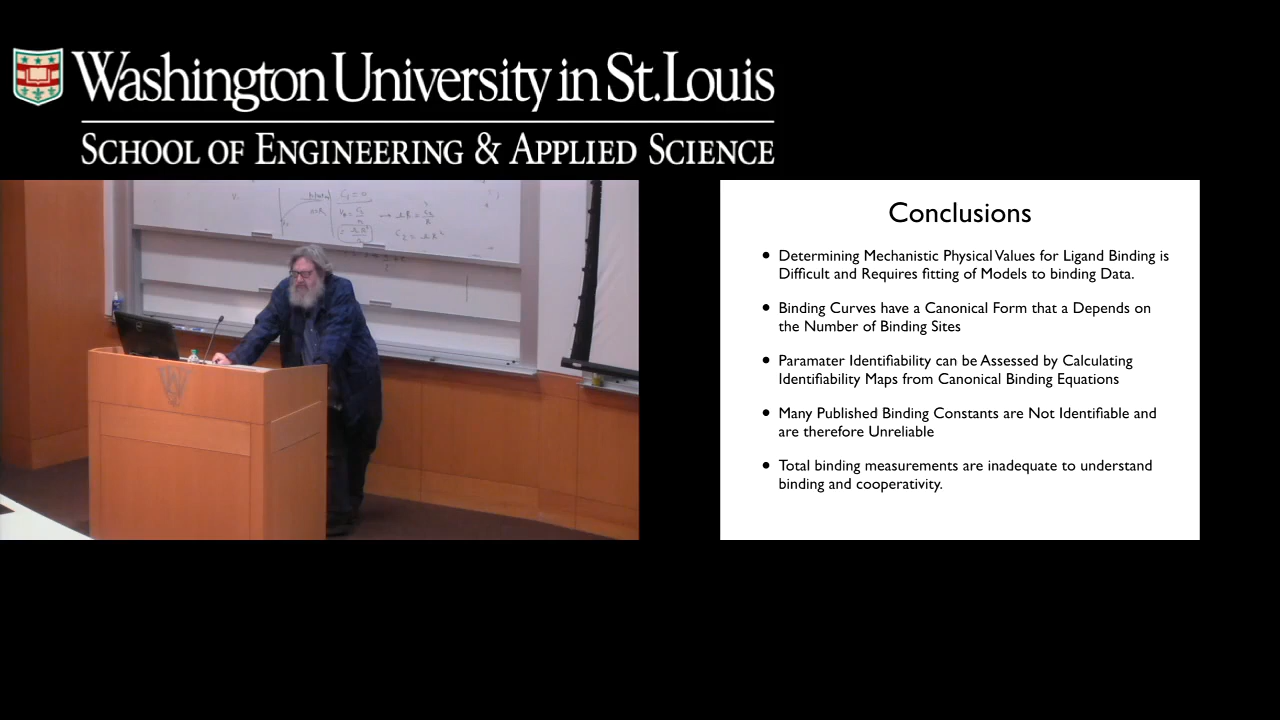 Washington University in St. Louis
SCHOOL OF ENGINEERING & APPLIED SCIENCE
Conclusions
• Determining Mechanistic Physical Values for Ligand Binding is
Difficult and Requires fitting of Models to binding Data.
• Binding Curves have a Canonical Form that a Depends on
the Number of Binding Sites
• Paramater Identifiability can be Assessed by Calculating
Identifiability Maps from Canonical Binding Equations
• Many Published Binding Constants are Not Identifiable and
are therefore Unreliable
• Total binding measurements are inadequate to understand
binding and cooperativity.